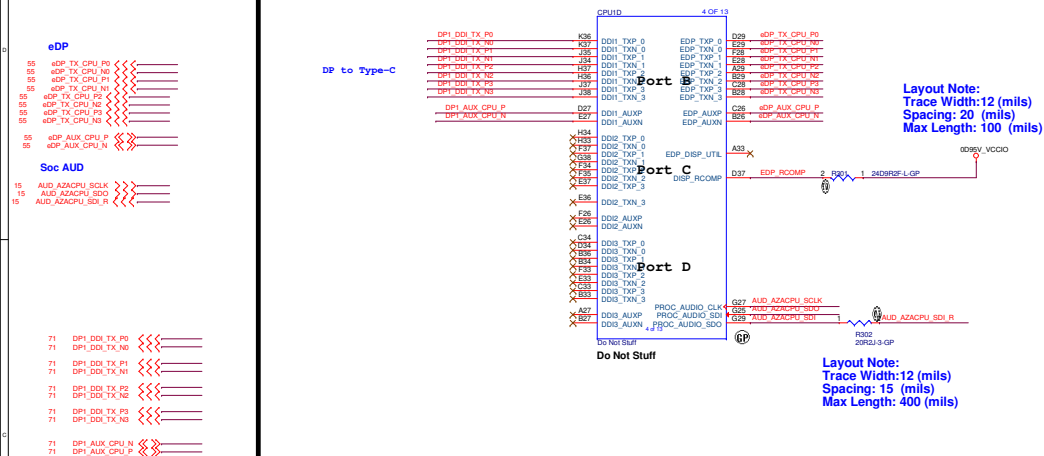 D
eDP
55 eDP_TX_CPU_P0
55 eDP_TX_CPU_N0
55 eDP_TX_CPU_P1
55 eDP_TX_CPU_N1
55 eDP_TX_CPU_P2
55 eDP_TX_CPU_N2
55 eDP_TX_CPU_P3
55 eDP_TX_CPU_N3
55 eDP_AUX_CPU_P
55 eDP_AUX_CPU_N
Soc AUD
15 AUD_AZACPU_SCLK
15 AUD_AZACPU_SDO
15 AUD_AZACPU_SDI_R
71 DP1_DDI_TX_P0
71 DP1_DDI_TX_N0
71 DP1_DDI_TX_P1
71 DP1_DDI_TX_N1
71 DP1_DDI_TX_P2
71 DP1_DDI_TX_N2
71 DP1_DDI_TX_P3
71 DP1_DDI_TX_N3
71 DP1_AUX_CPU_N
71 DP1_AUX_CPU_P
C
DP to Type-C
CPU1D 4 OF 13
DP1_DDI_TX_P0 K36 DDI1_TXP_0
DP1_DDI_TX_N0 K37 DDI1_TXN_0
DP1_DDI_TX_P1 J35 DDI1_TXP_1
DP1_DDI_TX_N1 J34 DDI1_TXN_1
DP1_DDI_TX_P2 H37 DDI1_TXP_2
DP1_DDI_TX_N2 H36 DDI1_TXN_2
DP1_DDI_TX_P3 J37 DDI1_TXP_3
DP1_DDI_TX_N3 J38 DDI1_TXN_3
DP1_AUX_CPU_P D27 DDI1_AUXP
DP1_AUX_CPU_N E27 DDI1_AUXN
Port B
EDP_TXP_0 D29 eDP_TX_CPU_P0
EDP_TXN_0 E29 eDP_TX_CPU_N0
EDP_TXP_1 F28 eDP_TX_CPU_P1
EDP_TXN_1 E28 eDP_TX_CPU_N1
EDP_TXP_2 A29 eDP_TX_CPU_P2
EDP_TXN_2 B29 eDP_TX_CPU_N2
EDP_TXP_3 C28 eDP_TX_CPU_P3
EDP_TXN_3 B28 eDP_TX_CPU_N3
EDP_AUXP C26 eDP_AUX_CPU_P
EDP_AUXN B26 eDP_AUX_CPU_N
H34 DDI2_TXP_0
H33 DDI2_TXN_0
F37 DDI2_TXP_1
G38 DDI2_TXN_1
F34 DDI2_TXP_2
F35 DDI2_TXN_2
E37 DDI2_TXP_3
E36 DDI2_TXN_3
F26 DDI2_AUXP
E26 DDI2_AUXN
Port C
EDP_DISP_UTIL A33
DISP_RCOMP D37 EDP_RCOMP 2 R301 1 24D9R2F-L-GP
0D95V_VCCIO
Layout Note:
Trace Width:12 (mils)
Spacing: 20 (mils)
Max Length: 100 (mils)
C34 DDI3_TXP_0
D34 DDI3_TXN_0
B36 DDI3_TXP_1
B34 DDI3_TXN_1
F33 DDI3_TXP_2
E33 DDI3_TXN_2
C33 DDI3_TXP_3
B33 DDI3_TXN_3
A27 DDI3_AUXP
B27 DDI3_AUXN
Port D
PROC_AUDIO_CLK G27 AUD_AZACPU_SCLK
PROC_AUDIO_SDI G25 AUD_AZACPU_SDO
PROC_AUDIO_SDO G29 AUD_AZACPU_SDI 1 AUD_AZACPU_SDI_R
R302
20R2J-3-GP
4 of 13
Do Not Stuff
Do Not Stuff
GP
Layout Note:
Trace Width:12 (mils)
Spacing: 15 (mils)
Max Length: 400 (mils)